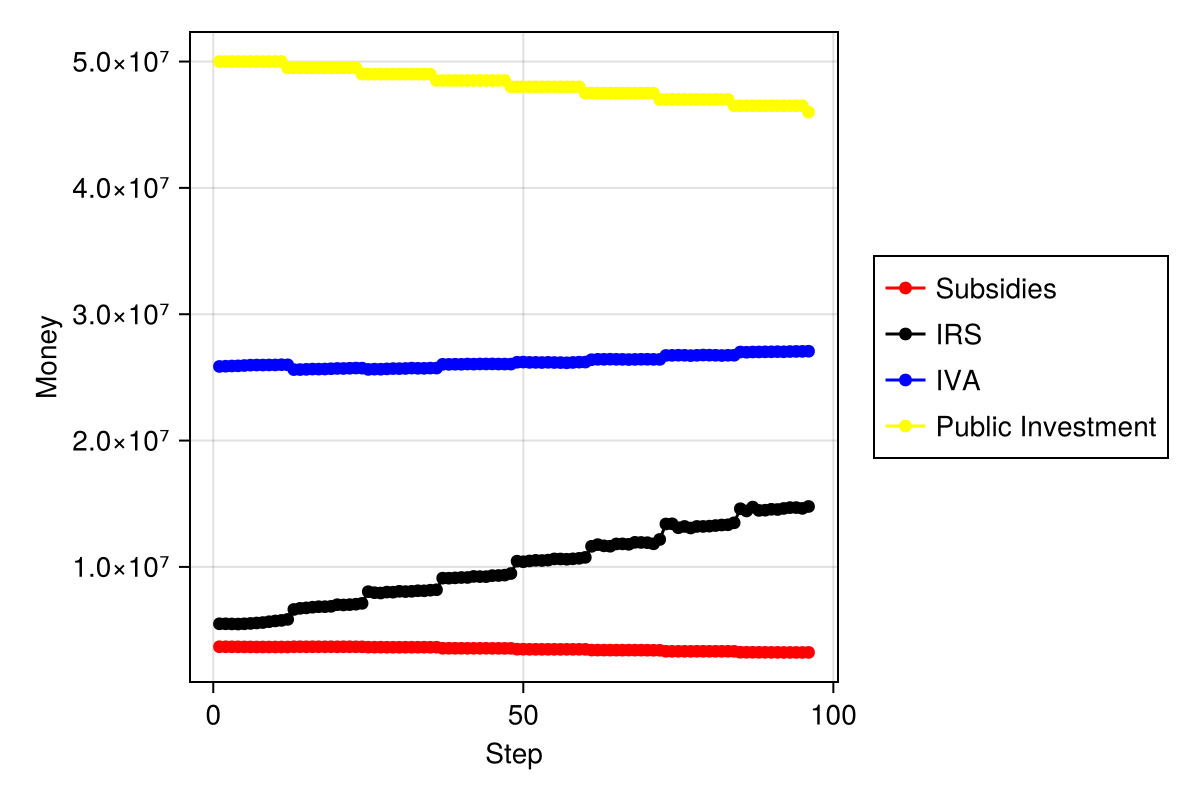 5.0×10⁷
4.0×10⁷
3.0×10⁷
2.0×10⁷
1.0×10⁷
Money
0
50
100
Step
Subsidies
IRS
IVA
Public Investment